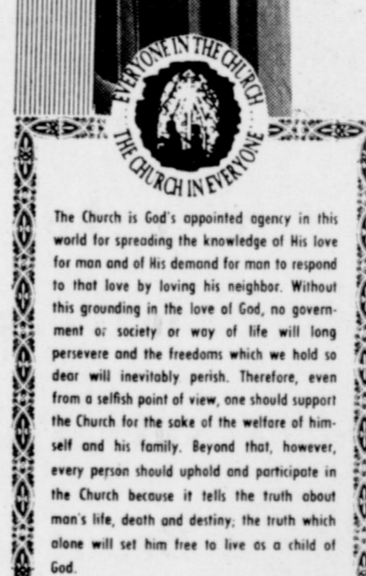 EVERYONE IN THE CHURCH
THE CHURCH IN EVERYONE
The Church is God's appointed agency in this
world for spreading the knowledge of His love
for man and of His demand for man to respond
to that love by loving his neighbor. Without
this grounding in the love of God, no govern-
ment or society or way of life will long
persevere and the freedoms which we hold so
dear will inevitably perish. Therefore, even
from a selfish point of view, one should support
the Church for the sake of the welfare of him-
self and his family. Beyond that, however,
every person should uphold and participate in
the Church because it tells the truth about
man's life, death and destiny; the truth which
alone will set him free to live as a child of
God.